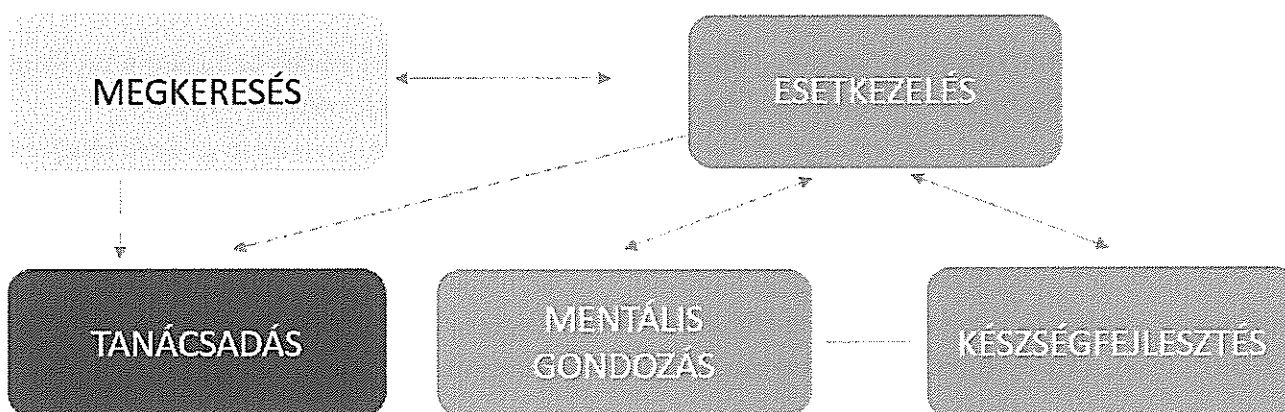 MEGKERESÉS
ESETKEZELÉS
TANÁCSADÁS
MENTÁLIS
GONDOZÁS
KÉSZSÉGFEJLESZTÉS